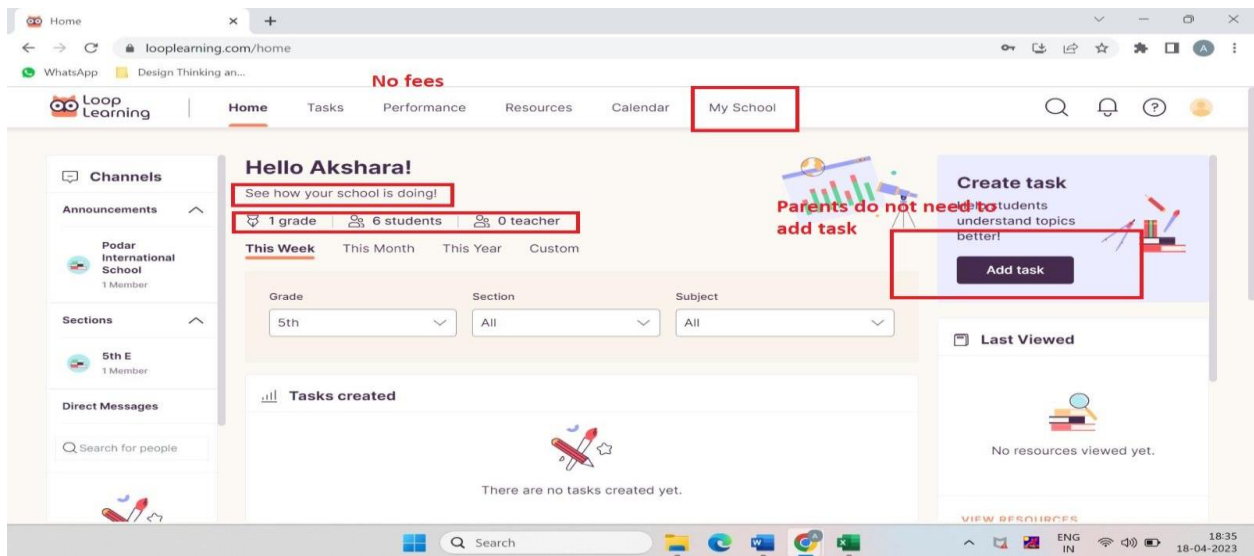 Home
looplearning.com/home
WhatsApp
Design Thinking an...
No fees
Loop
Learning
Home Tasks Performance Resources Calendar My School
Channels
Announcements
Podar
International
School
1 Member
Sections
5th E
1 Member
Direct Messages
Search for people
Hello Akshara!
See how your school is doing!
1 grade 6 students 0 teacher
This Week This Month This Year Custom
Grade Section Subject
5th All All
Tasks created
There are no tasks created yet.
Parents do not need to
add task
Create task
Help students
understand topics
better!
Add task
Last Viewed
No resources viewed yet.
VIEW RESOURCES
Search
ENG
IN
18:35
18-04-2023